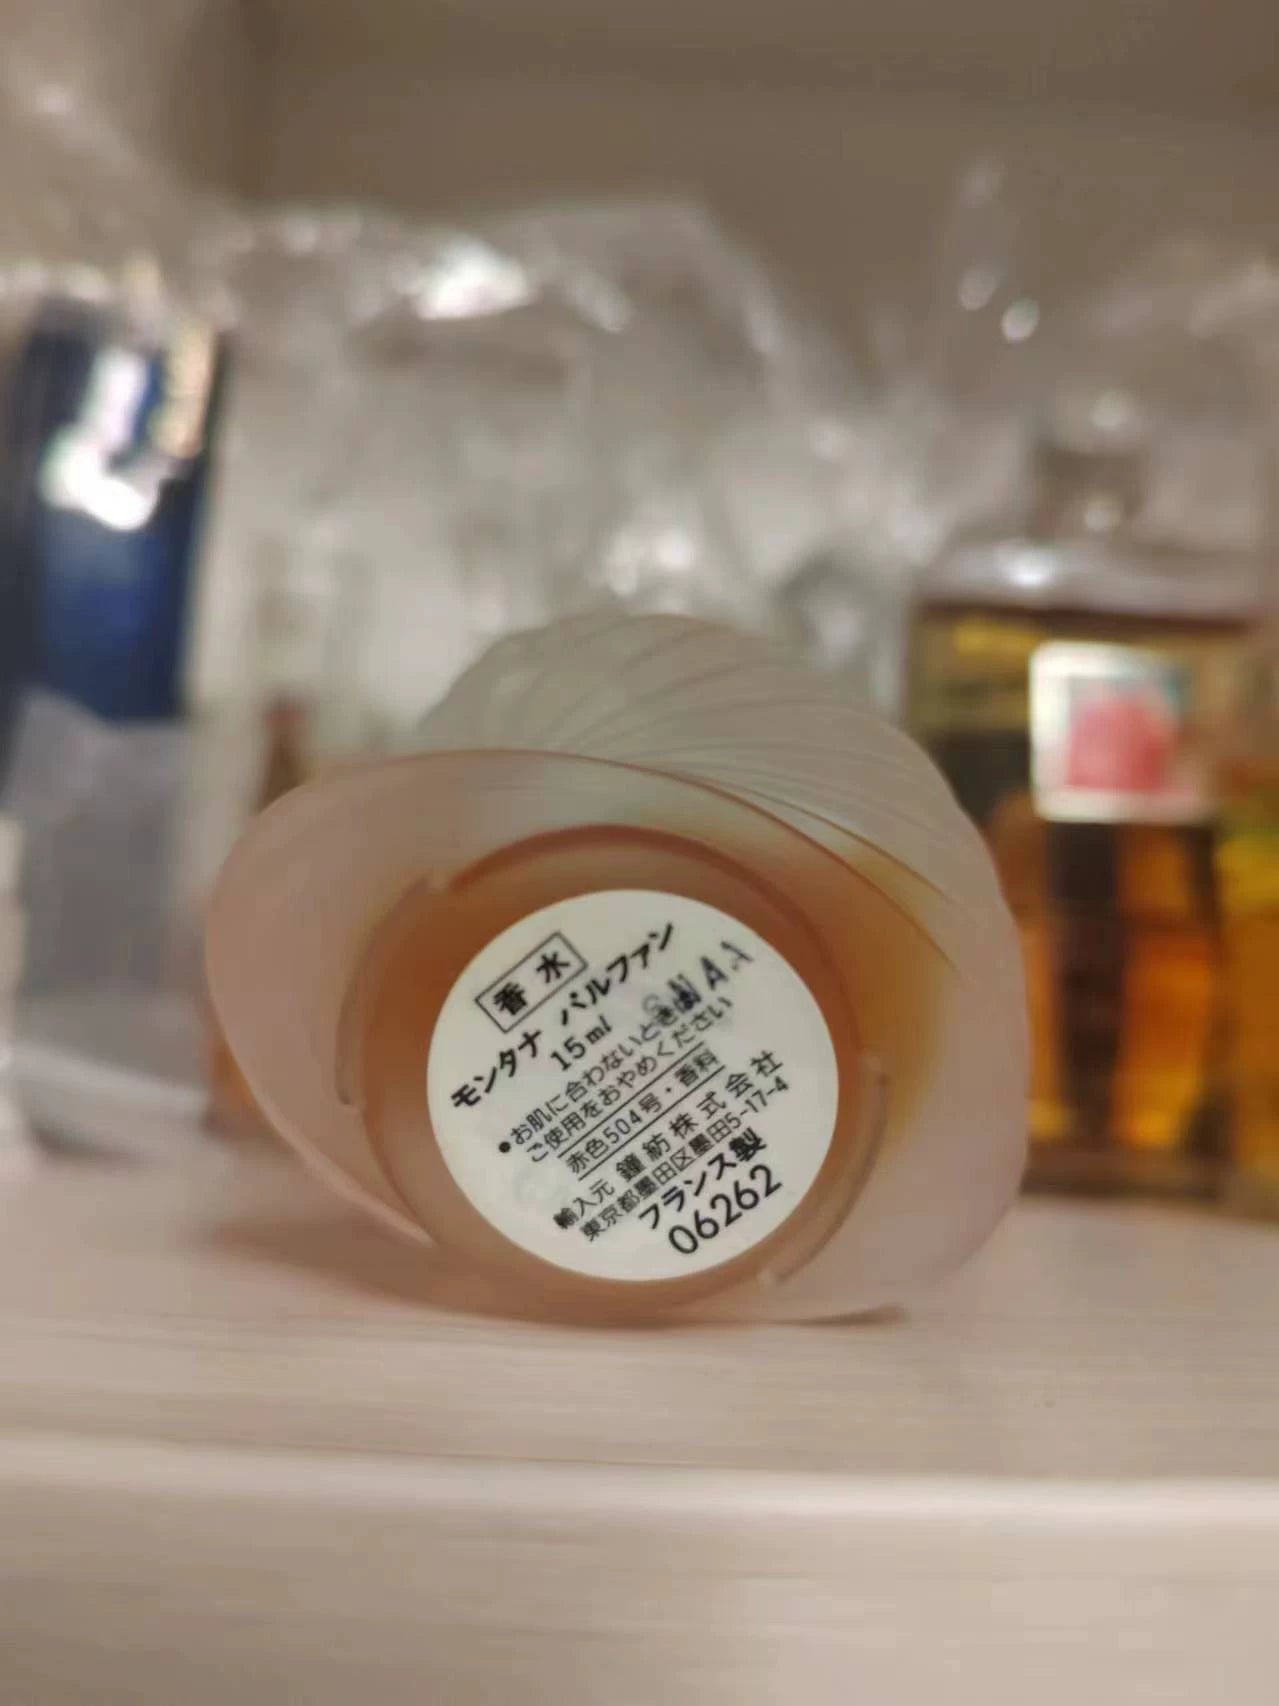 香水
モンタナ パルファン
15ml
•お肌に合わないときは
ご使用をおやめください
赤色504号・香料
輸入元 鐘紡株式会社
東京都墨田区墨田5-17-4
フランス製
06262